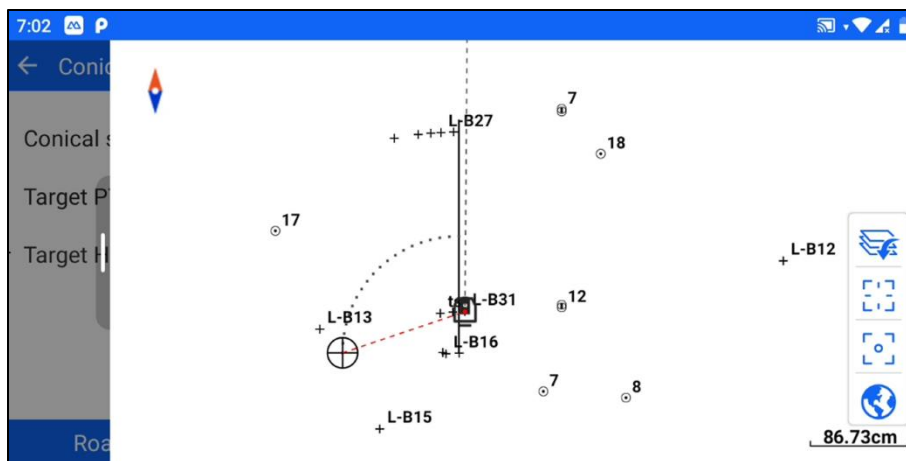 7:02
Conic
Conical s
Target P
Target H
Roa
L-B27
7
18
17
L-B12
t
L-B31
12
L-B13
L-B16
7
8
L-B15
86.73cm